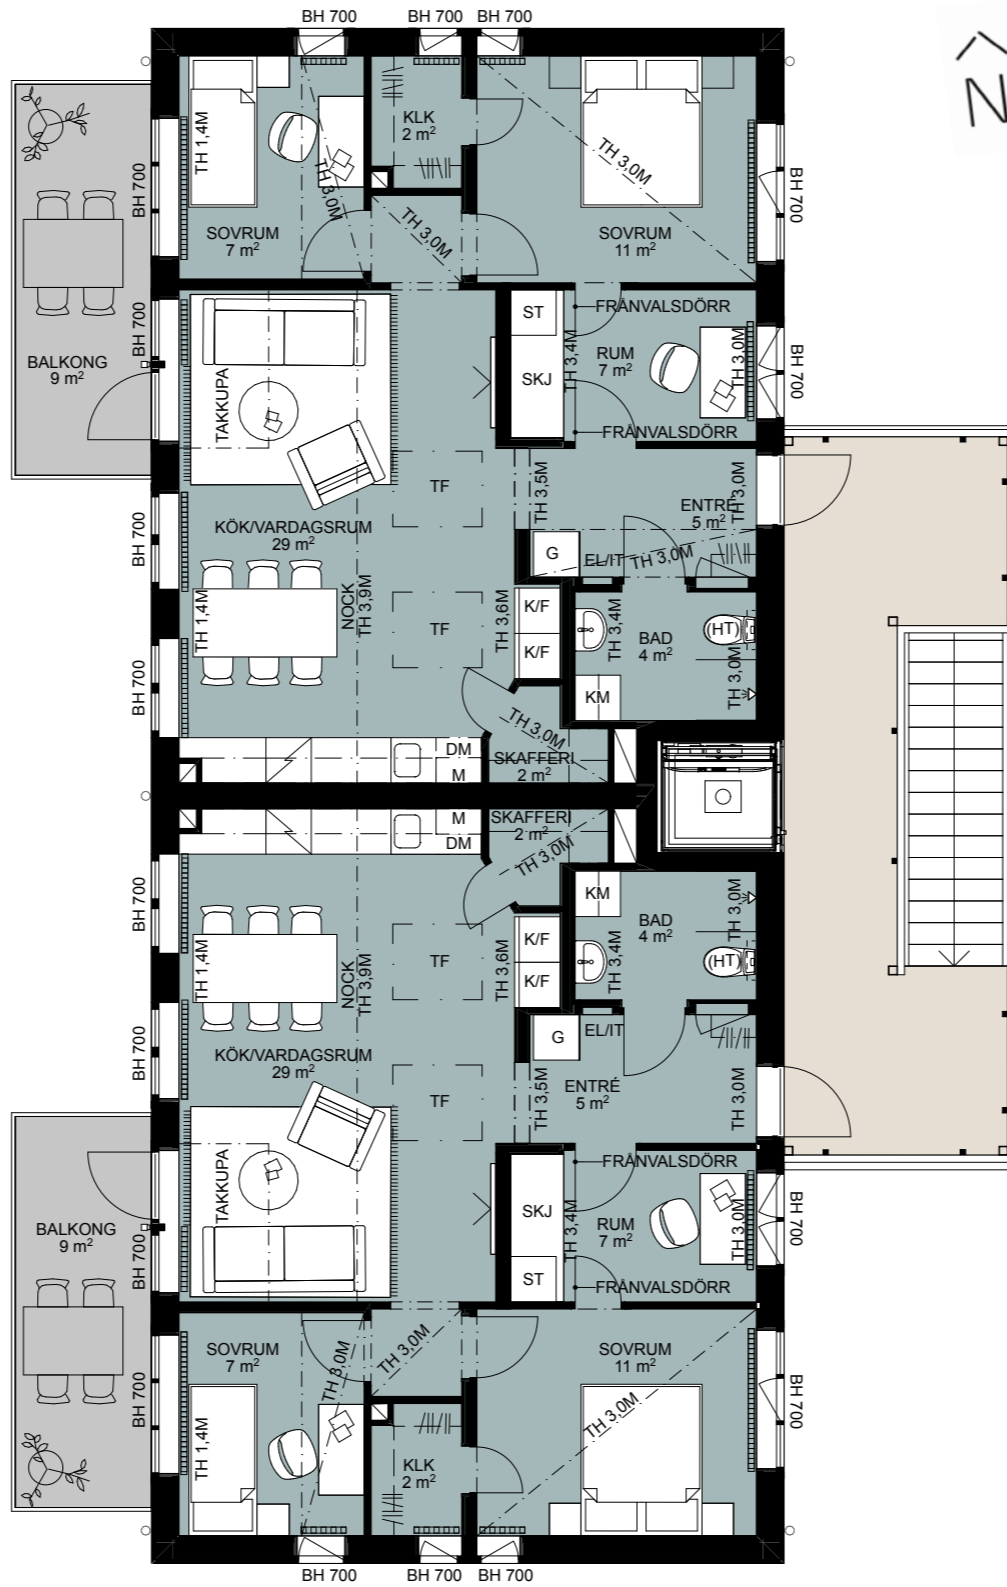 BH 700 BH 700 BH 700
N
KLK
2 m²
TH 1,4M
TH 3,0M
TH 3,0M
TH 3,0M
BH 700
BH 700
SOVRUM
7 m²
SOVRUM
11 m²
FRÅNVALSDÖRR
ST
BH 700
TH 3,4M
RUM
7 m²
TH 3,0M
BH 700
BALKONG
9 m²
SKJ
TAKKUPA
FRÅNVALSDÖRR
TF
TH 3,5M
TH 3,0M
ENTRÉ
5 m²
KÖK/VARDAGSRUM
29 m²
BH 700
G
EL/IT
TH 3,0M
NOCK
TH 3,9M
TH 1,4M
TF
TH 3,6M
K/F
K/F
TH 3,4M
BAD
4 m²
(HT)
TH 3,0M
BH 700
KM
TH 3,0M
DM
M
SKAFFERI
2 m²
M
DM
SKAFFERI
2 m²
TH 3,0M
BH 700
KM
TH 3,0M
BAD
4 m²
TH 1,4M
NOCK
TH 3,9M
TF
TH 3,6M
K/F
K/F
TH 3,4M
(HT)
BH 700
G
EL/IT
KÖK/VARDAGSRUM
29 m²
TF
TH 3,5M
ENTRÉ
5 m²
TH 3,0M
FRÅNVALSDÖRR
TAKKUPA
SKJ
TH 3,4M
RUM
7 m²
TH 3,0M
BH 700
BALKONG
9 m²
BH 700
ST
FRÅNVALSDÖRR
SOVRUM
7 m²
TH 3,0M
TH 3,0M
SOVRUM
11 m²
BH 700
BH 700
TH 3,0M
TH 1,4M
KLK
2 m²
BH 700 BH 700 BH 700